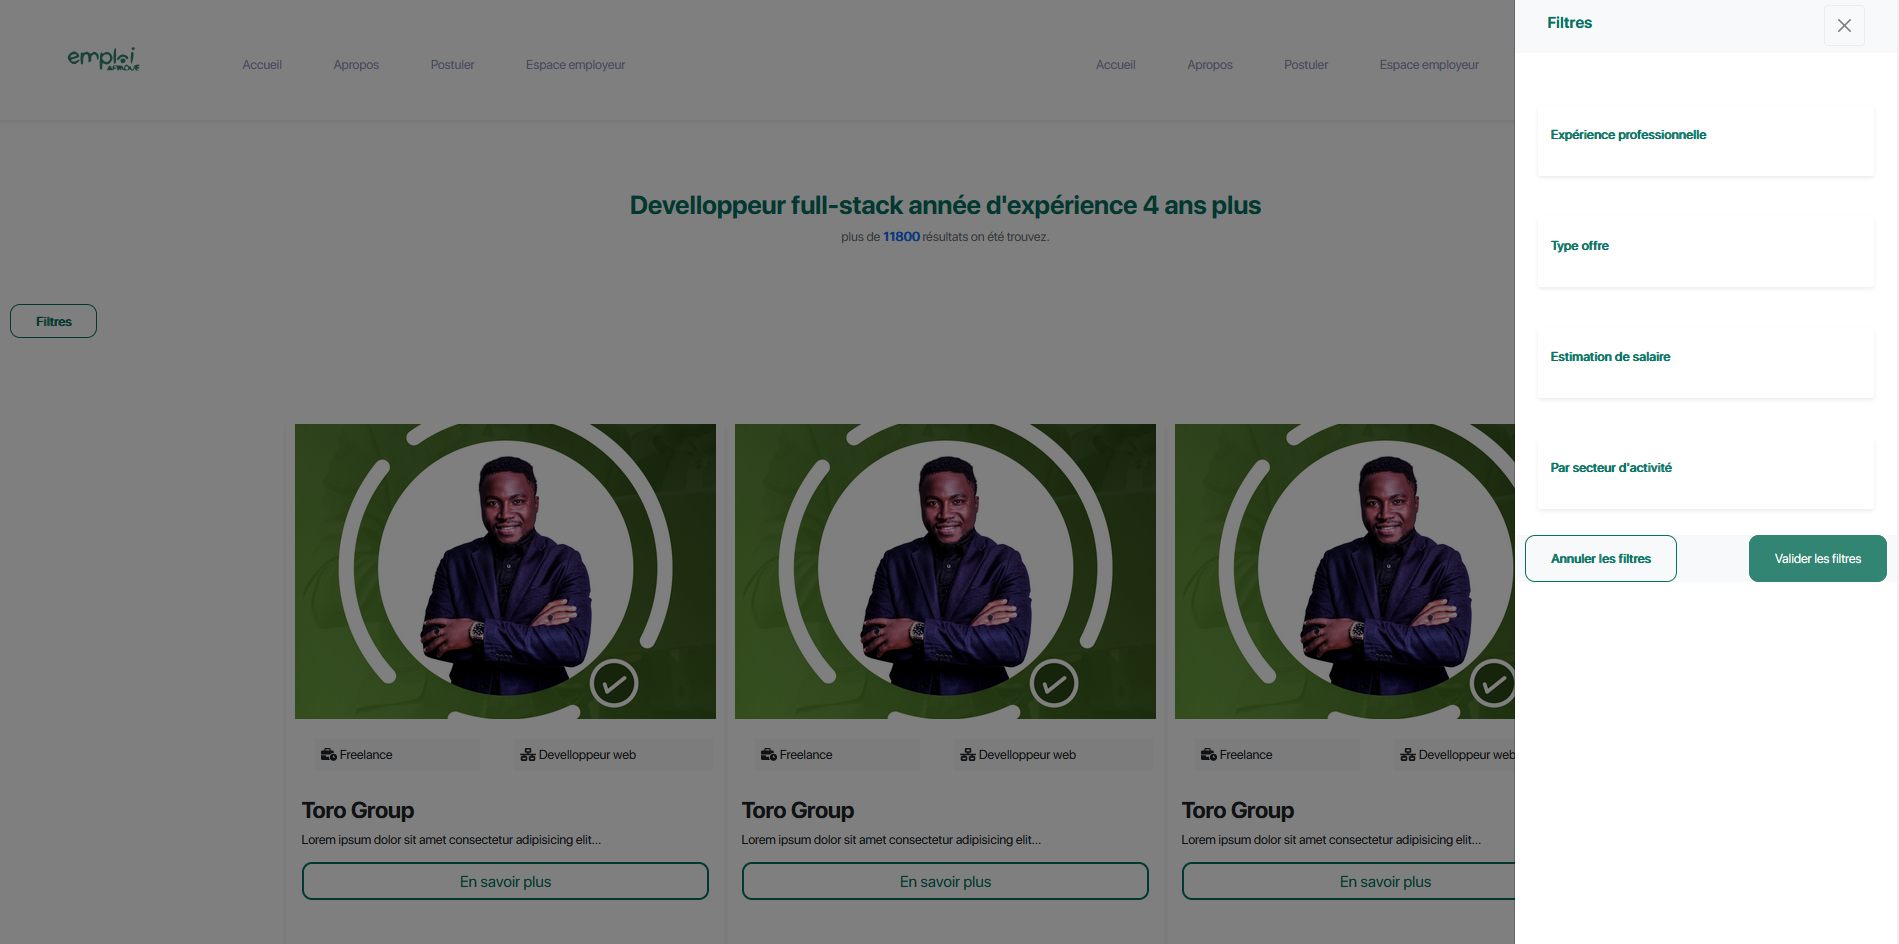 emploi
AFRIQUE
Accueil Apropos Postuler Espace employeur
Accueil Apropos Postuler Espace employeur
Develloppeur full-stack année d'expérience 4 ans plus
plus de 11800 résultats on été trouvez.
Filtres
Freelance Develloppeur web
Toro Group
Lorem ipsum dolor sit amet consectetur adipisicing elit...
En savoir plus
Freelance Develloppeur web
Toro Group
Lorem ipsum dolor sit amet consectetur adipisicing elit...
En savoir plus
Freelance Develloppeur web
Toro Group
Lorem ipsum dolor sit amet consectetur adipisicing elit...
En savoir plus
Filtres
Expérience professionnelle
Type offre
Estimation de salaire
Par secteur d'activité
Annuler les filtres Valider les filtres